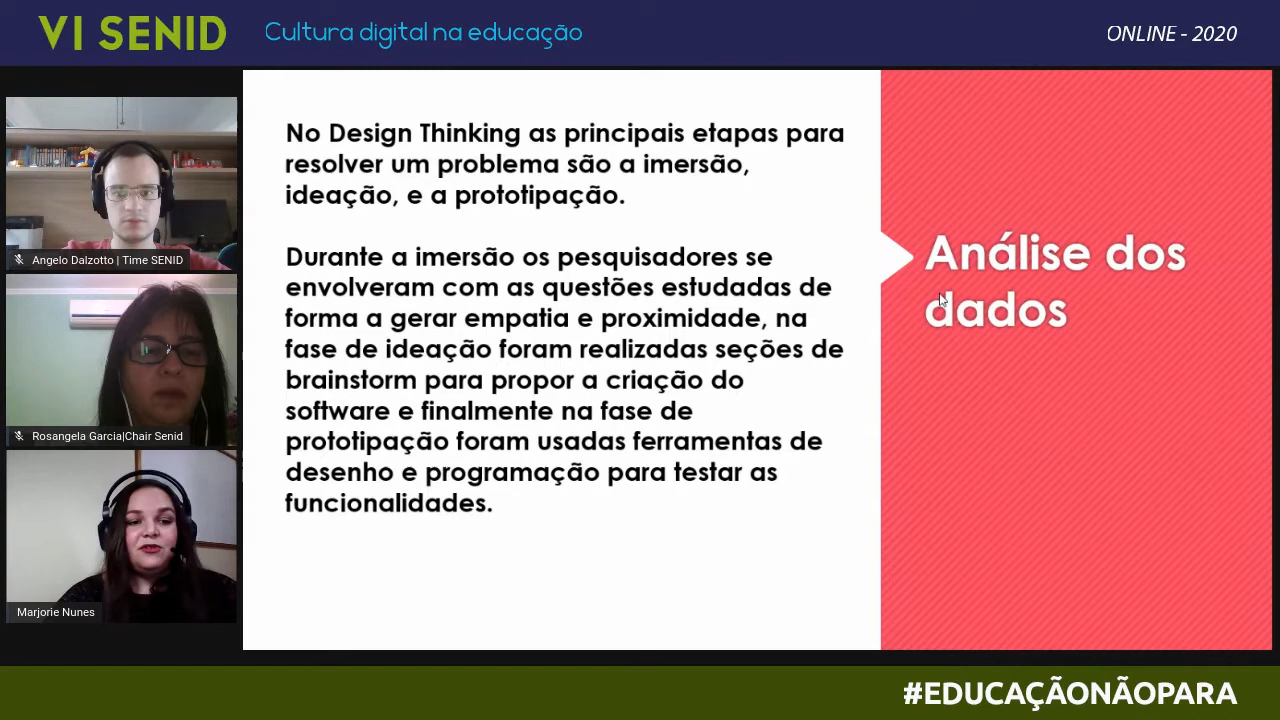 VI SENID
Cultura digital na educação
ONLINE - 2020
Angelo Dalzotto | Time SENID
Rosangela Garcia|Chair Senid
Marjorie Nunes
No Design Thinking as principais etapas para
resolver um problema são a imersão,
ideação, e a prototipação.
Durante a imersão os pesquisadores se
envolveram com as questões estudadas de
forma a gerar empatia e proximidade, na
fase de ideação foram realizadas seções de
brainstorm para propor a criação do
software e finalmente na fase de
prototipação foram usadas ferramentas de
desenho e programação para testar as
funcionalidades.
Análise dos
dados
#EDUCAÇÃONÃOPARA